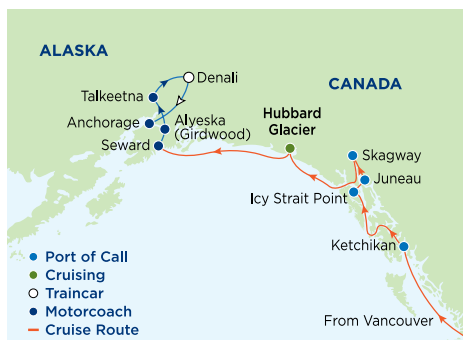 ALASKA
Denali
CANADA
Talkeetna
Hubbard
Glacier
Anchorage
Alyeska
(Girdwood)
Seward
Skagway
Juneau
Icy Strait Point
Ketchikan
Port of Call
Cruising
Traincar
Motorcoach
Cruise Route
From Vancouver